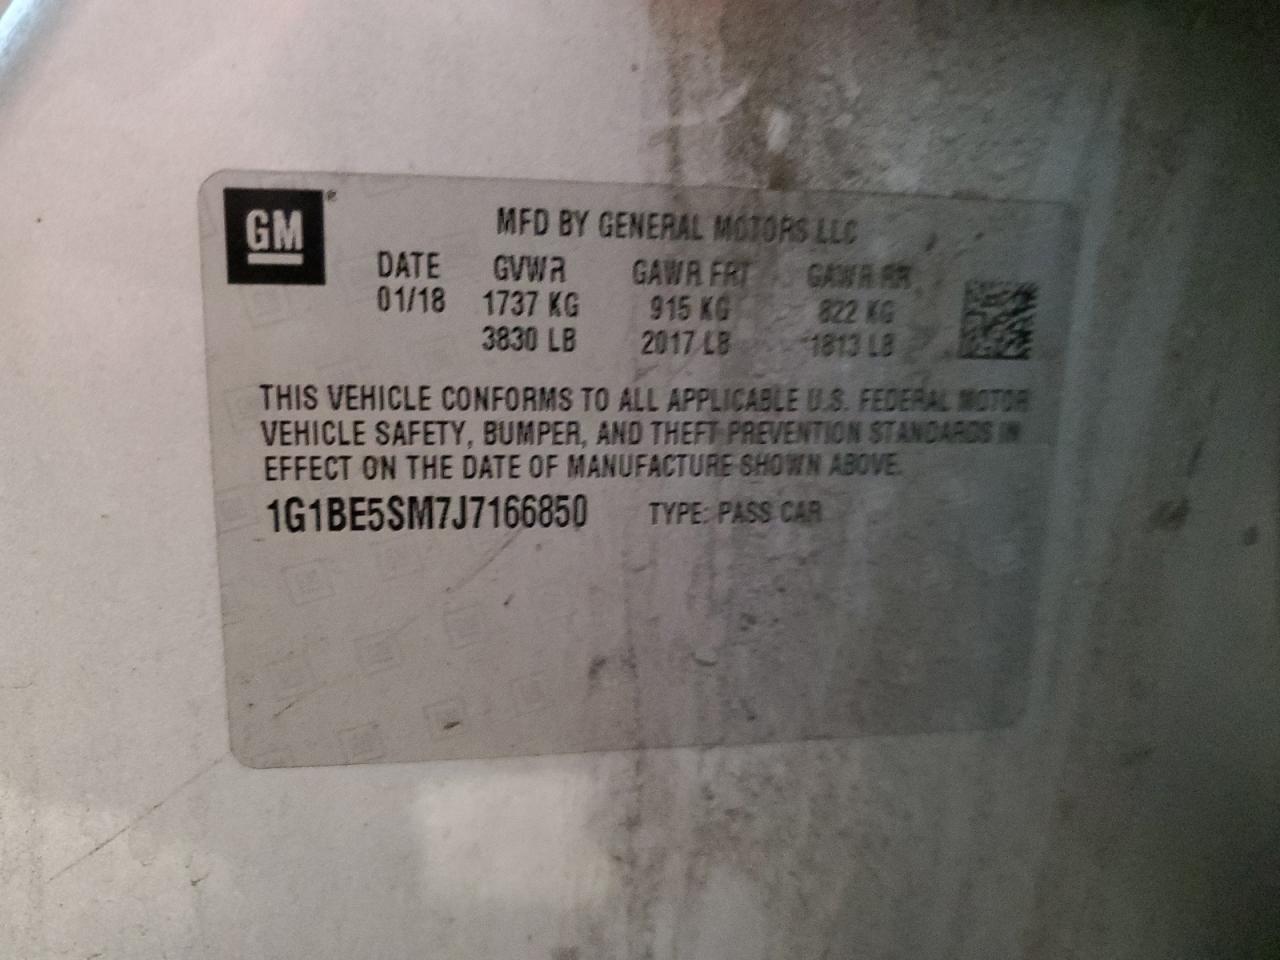 GM
MFD BY GENERAL MOTORS LLC
DATE GVWR GAWR FRT GAWR RR
01/18 1737 KG 915 KG 822 KG
3830 LB 2017 LB 1813 LB
THIS VEHICLE CONFORMS TO ALL APPLICABLE U.S. FEDERAL MOTOR
VEHICLE SAFETY, BUMPER, AND THEFT PREVENTION STANDARDS IN
EFFECT ON THE DATE OF MANUFACTURE SHOWN ABOVE.
1G1BE5SM7J7166850 TYPE: PASS CAR